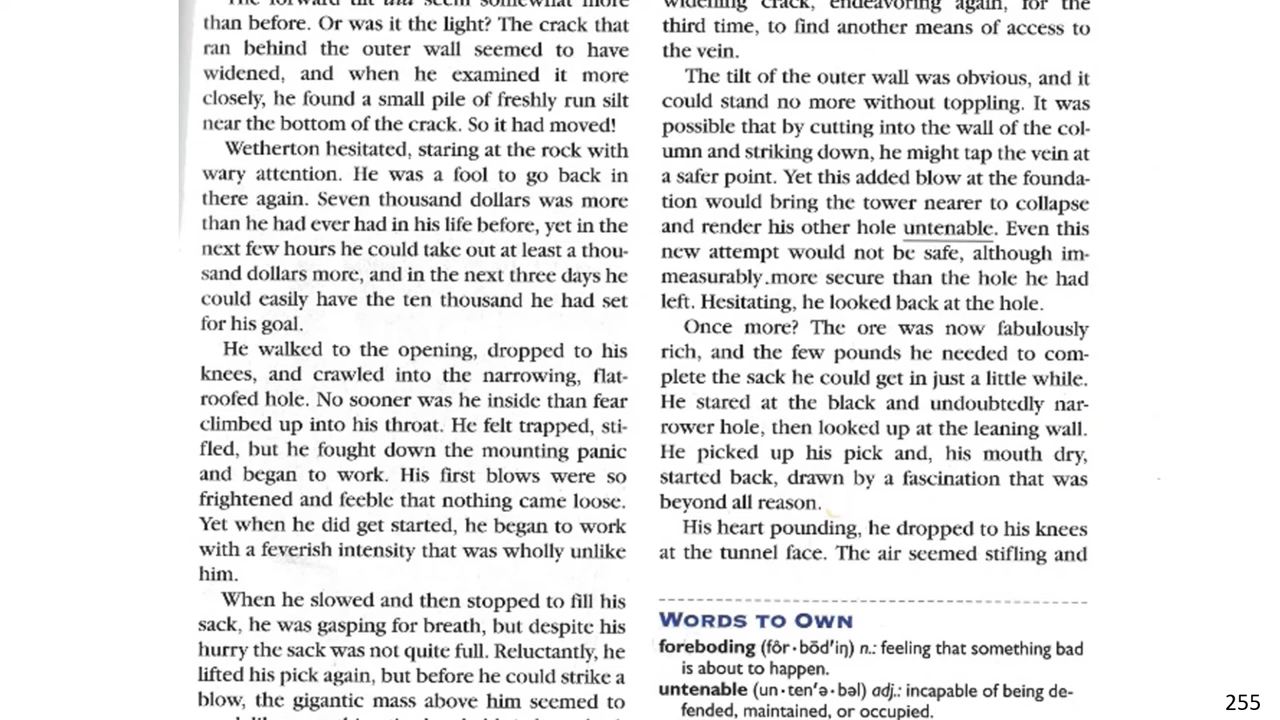 The forward tilt did seem somewhat more
than before. Or was it the light? The crack that
ran behind the outer wall seemed to have
widened, and when he examined it more
closely, he found a small pile of freshly run silt
near the bottom of the crack. So it had moved!
Wetherton hesitated, staring at the rock with
wary attention. He was a fool to go back in
there again. Seven thousand dollars was more
than he had ever had in his life before, yet in the
next few hours he could take out at least a thou-
sand dollars more, and in the next three days he
could easily have the ten thousand he had set
for his goal.
He walked to the opening, dropped to his
knees, and crawled into the narrowing, flat-
roofed hole. No sooner was he inside than fear
climbed up into his throat. He felt trapped, sti-
fled, but he fought down the mounting panic
and began to work. His first blows were so
frightened and feeble that nothing came loose.
Yet when he did get started, he began to work
with a feverish intensity that was wholly unlike
him.
When he slowed and then stopped to fill his
sack, he was gasping for breath, but despite his
hurry the sack was not quite full. Reluctantly, he
lifted his pick again, but before he could strike a
blow, the gigantic mass above him seemed to
widening crack, endeavoring again, for the
third time, to find another means of access to
the vein.
The tilt of the outer wall was obvious, and it
could stand no more without toppling. It was
possible that by cutting into the wall of the col-
umn and striking down, he might tap the vein at
a safer point. Yet this added blow at the founda-
tion would bring the tower nearer to collapse
and render his other hole untenable. Even this
new attempt would not be safe, although im-
measurably more secure than the hole he had
left. Hesitating, he looked back at the hole.
Once more? The ore was now fabulously
rich, and the few pounds he needed to com-
plete the sack he could get in just a little while.
He stared at the black and undoubtedly nar-
rower hole, then looked up at the leaning wall.
He picked up his pick and, his mouth dry,
started back, drawn by a fascination that was
beyond all reason.
His heart pounding, he dropped to his knees
at the tunnel face. The air seemed stifling and
WORDS TO OWN
foreboding (fôr•bōd′iŋ) n.: feeling that something bad
is about to happen.
untenable (un•ten′ə•bəl) adj.: incapable of being de-
fended, maintained, or occupied.
255